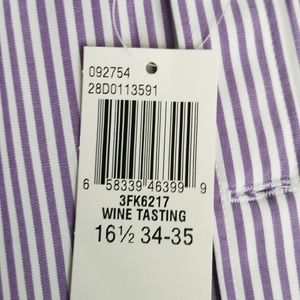 092754
28D0113591
6 58339 46399 9
3FK6217
WINE TASTING
16½ 34-35